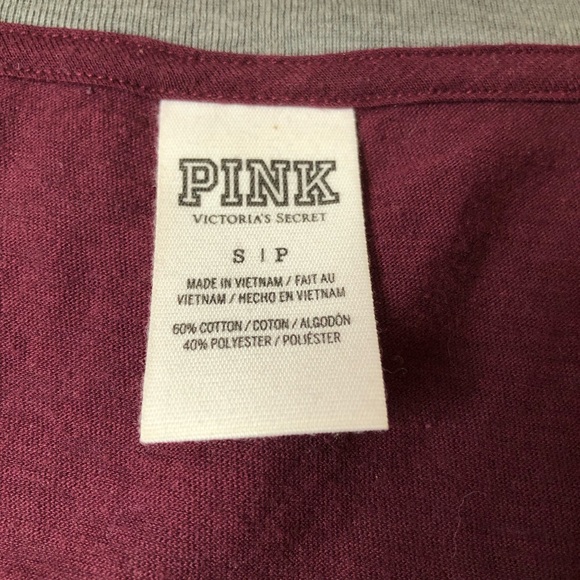 PINK
VICTORIA'S SECRET
S | P
MADE IN VIETNAM / FAIT AU
VIETNAM / HECHO EN VIETNAM
60% COTTON / COTON / ALGODÓN
40% POLYESTER / POLIÉSTER